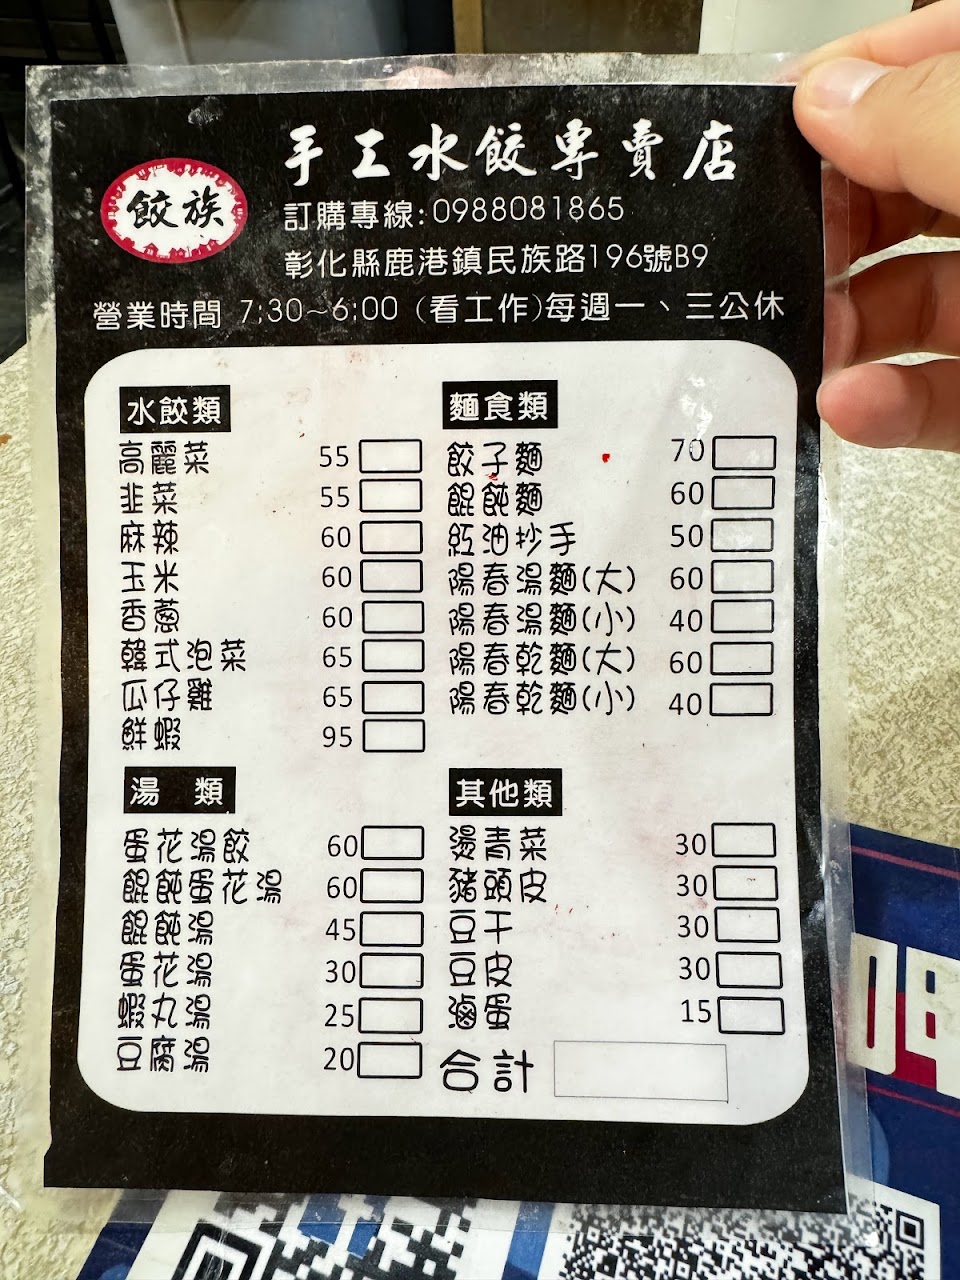 手工水餃專賣店
餃族
訂購專線:0988081865
彰化縣鹿港鎮民族路196號B9
營業時間 7:30~6:00 (看工作)每週一、三公休
水餃類
高麗菜 55
韭菜 55
麻辣 60
玉米 60
香蔥 60
韓式泡菜 65
瓜仔雞 65
鮮蝦 95
麵食類
餃子麵 70
餛飩麵 60
紅油抄手 50
陽春湯麵(大) 60
陽春湯麵(小) 40
陽春乾麵(大) 60
陽春乾麵(小) 40
湯 類
蛋花湯餃 60
餛飩蛋花湯 60
餛飩湯 45
蛋花湯 30
蝦丸湯 25
豆腐湯 20
其他類
燙青菜 30
豬頭皮 30
豆干 30
豆皮 30
滷蛋 15
合計